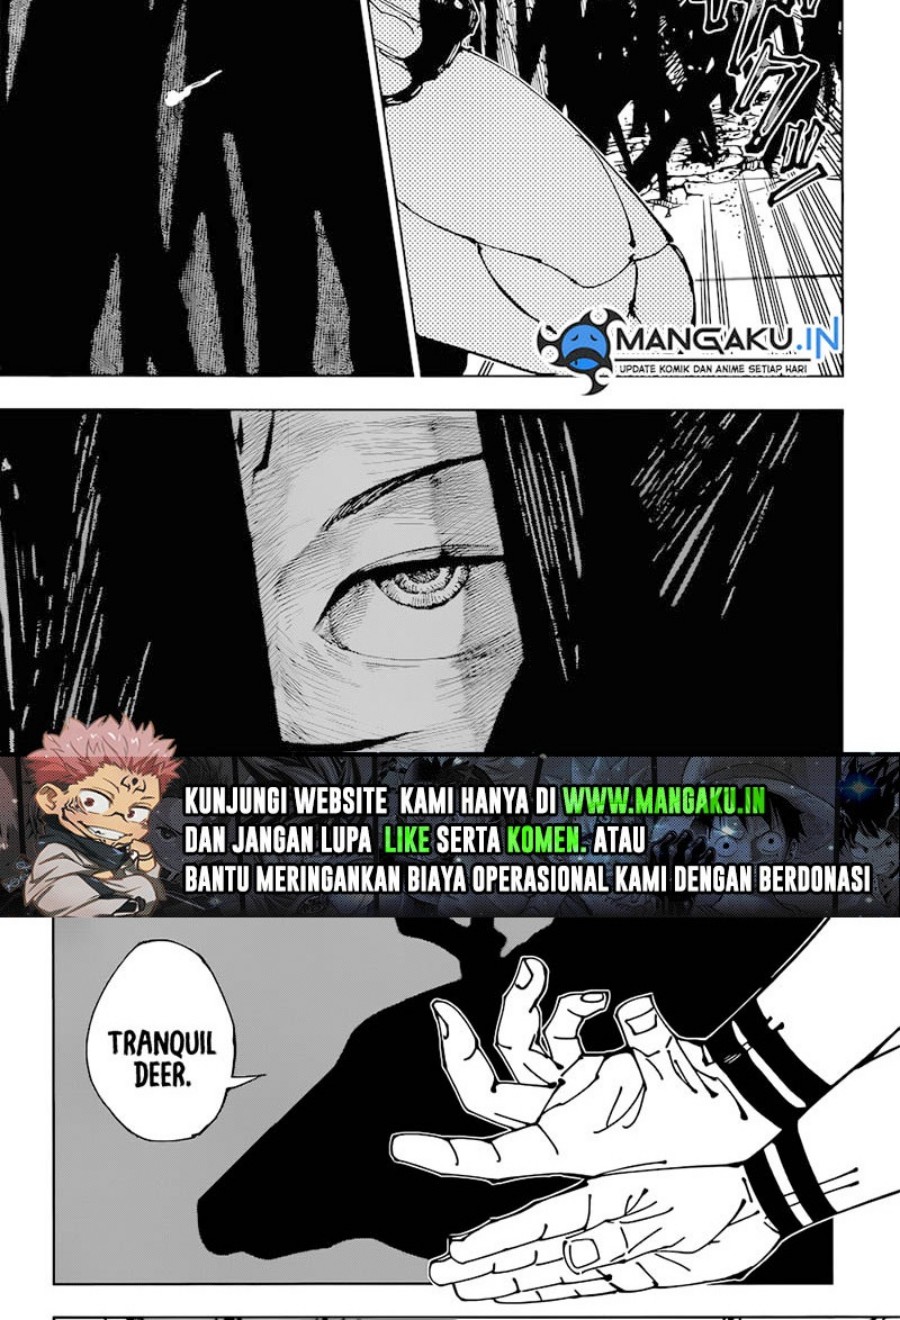 MANGAKU.IN
UPDATE KOMIK DAN ANIME SETIAP HARI
KUNJUNGI WEBSITE KAMI HANYA DI WWW.MANGAKU.IN
DAN JANGAN LUPA LIKE SERTA KOMEN. ATAU
BANTU MERINGANKAN BIAYA OPERASIONAL KAMI DENGAN BERDONASI
TRANQUIL
DEER.